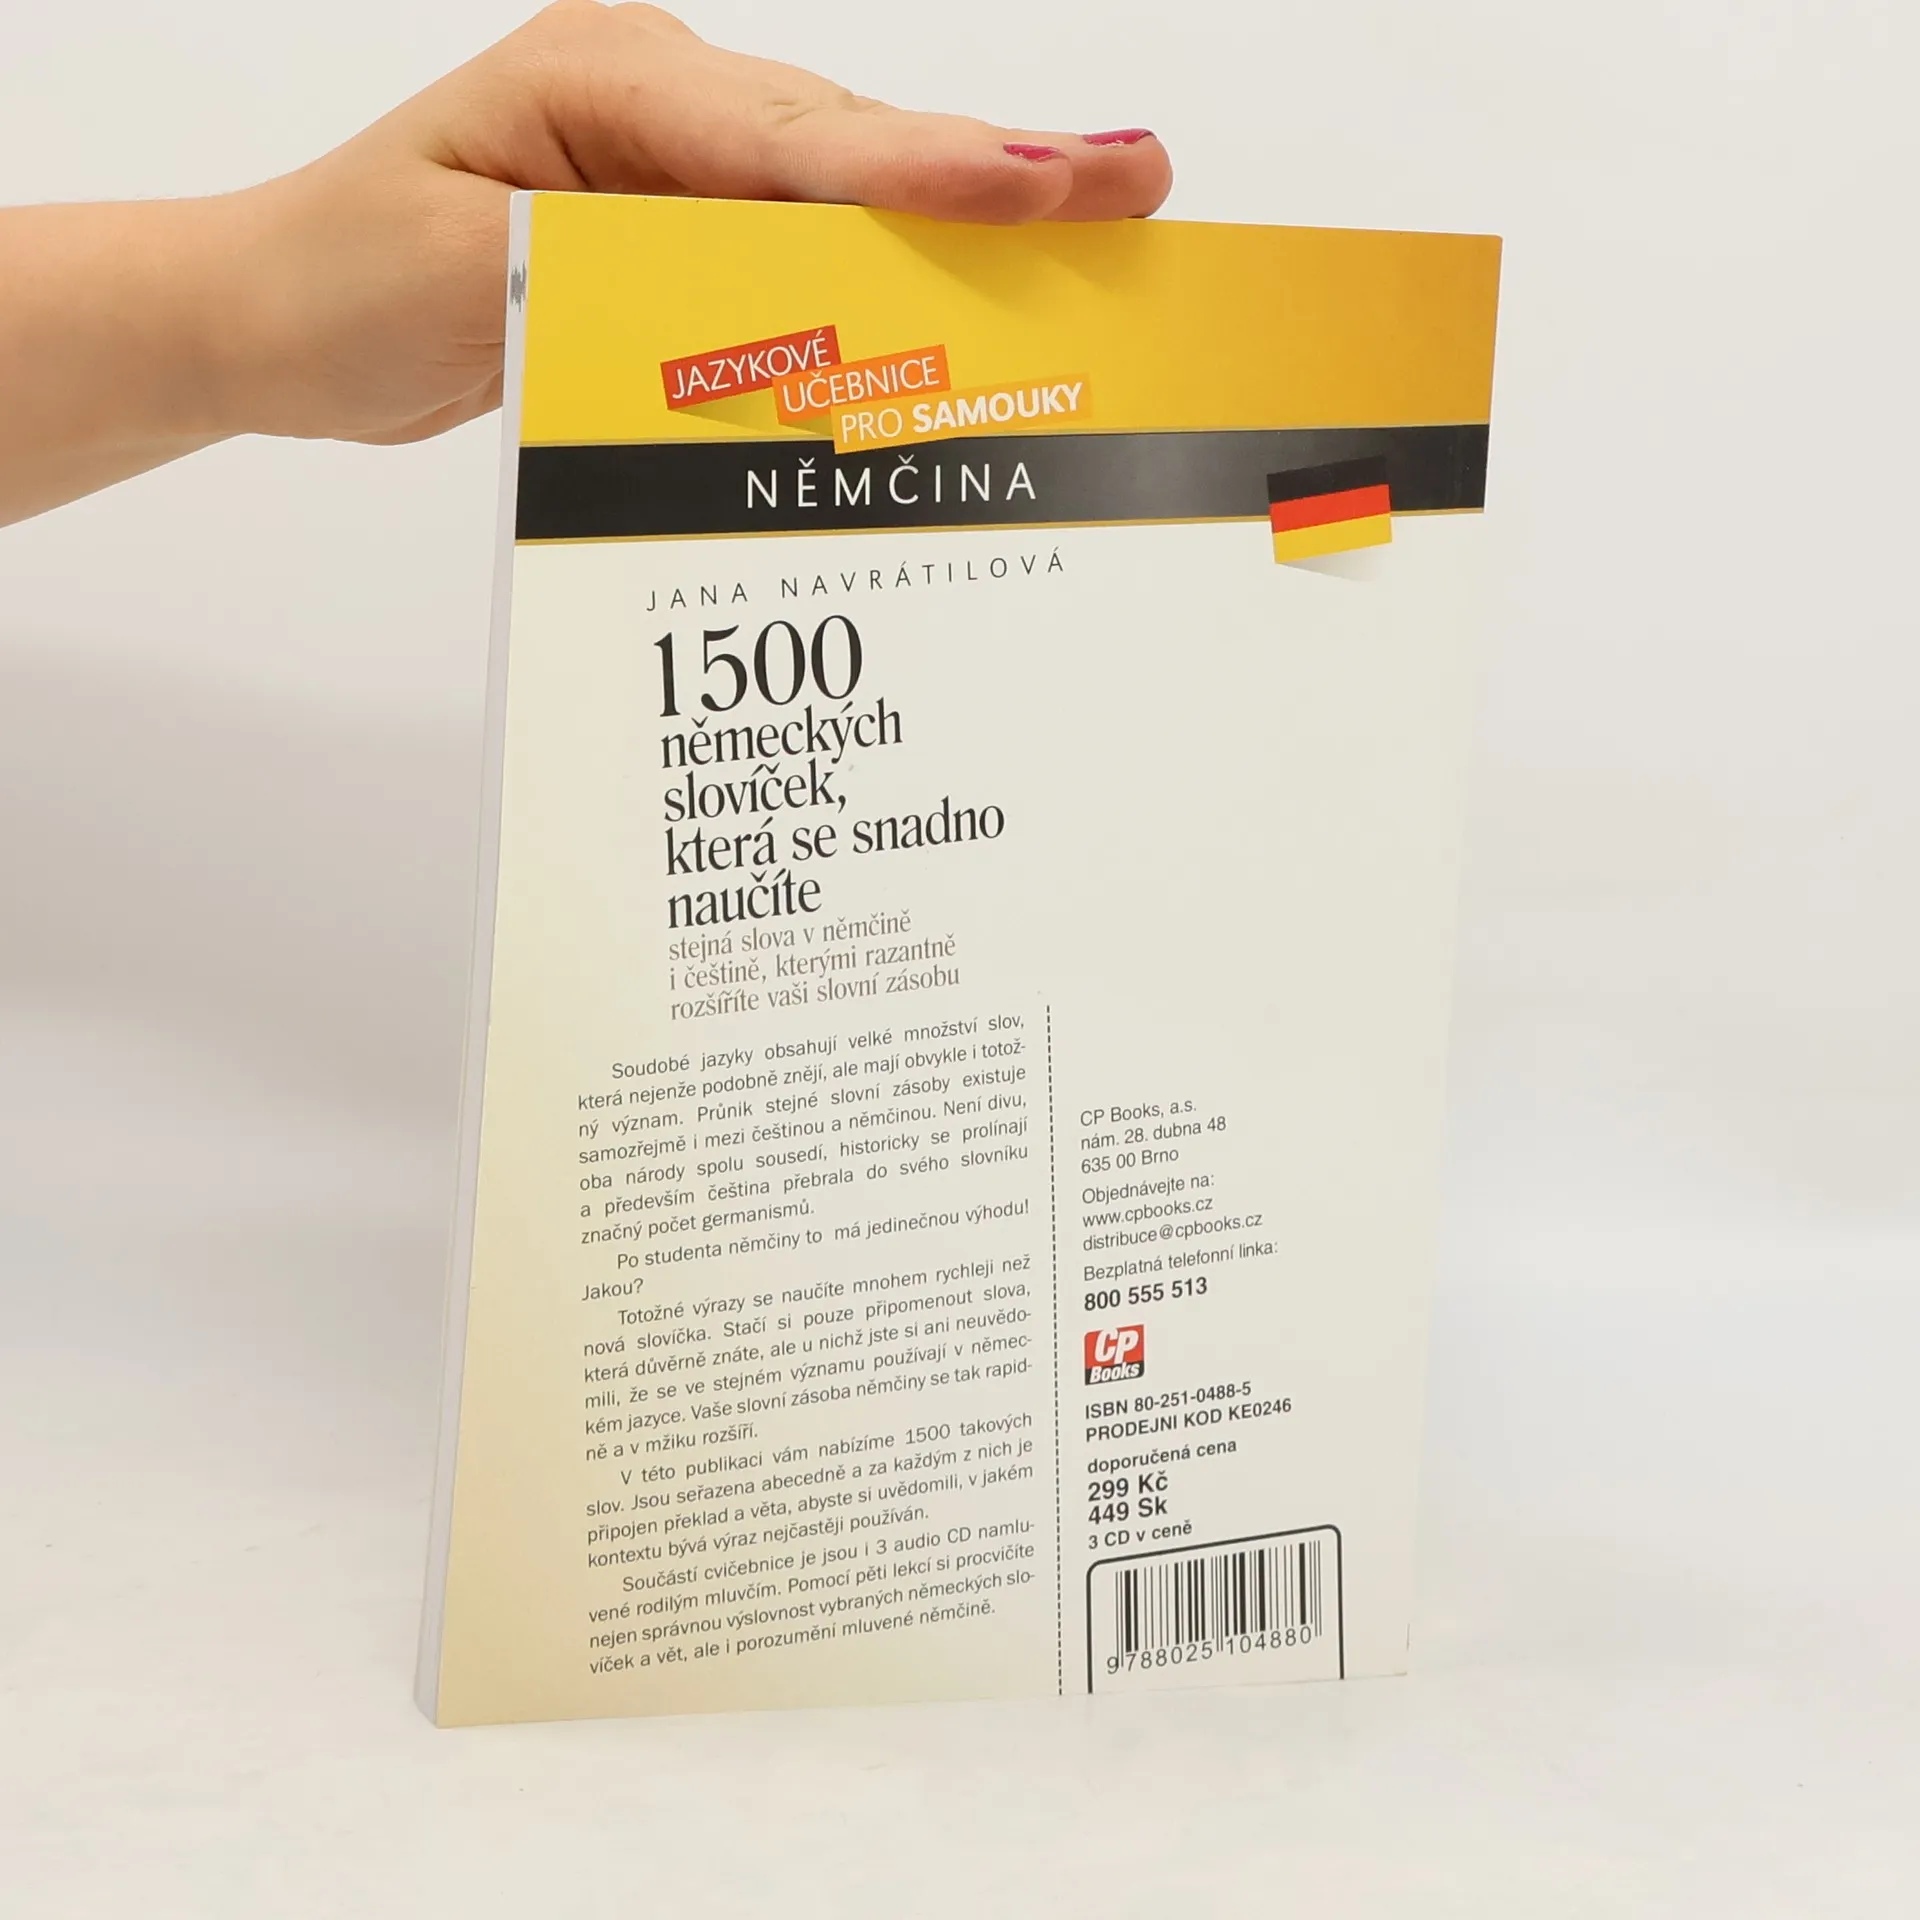 JAZYKOVÉ
UČEBNICE
PRO SAMOUKY
NĚMČINA
JANA NAVRÁTILOVÁ
1500
německých
slovíček,
která se snadno
naučíte
stejná slova v němčině
i češtině, kterými razantně
rozšíříte vaši slovní zásobu
Soudobé jazyky obsahují velké množství slov,
která nejenže podobně znějí, ale mají obvykle i totož-
ný význam. Průnik stejné slovní zásoby existuje
samozřejmě i mezi češtinou a němčinou. Není divu,
oba národy spolu sousedí, historicky se prolínají
a především čeština přebrala do svého slovníku
značný počet germanismů.
Po studenta němčiny to má jedinečnou výhodu!
Jakou?
Totožné výrazy se naučíte mnohem rychleji než
nová slovíčka. Stačí si pouze připomenout slova,
která důvěrně znáte, ale u nichž jste si ani neuvědo-
mili, že se ve stejném významu používají v němec-
kém jazyce. Vaše slovní zásoba němčiny se tak rapid-
ně a v mžiku rozšíří.
V této publikaci vám nabízíme 1500 takových
slov. Jsou seřazena abecedně a za každým z nich je
připojen překlad a věta, abyste si uvědomili, v jakém
kontextu bývá výraz nejčastěji používán.
Součástí cvičebnice je jsou i 3 audio CD namlu-
vené rodilým mluvčím. Pomocí pěti lekcí si procvičíte
nejen správnou výslovnost vybraných německých slo-
víček a vět, ale i porozumění mluvené němčině.
CP Books, a.s.
nám. 28. dubna 48
635 00 Brno
Objednávejte na:
www.cpbooks.cz
distribuce@cpbooks.cz
Bezplatná telefonní linka:
800 555 513
CP
Books
ISBN 80-251-0488-5
PRODEJNI KOD KE0246
doporučená cena
299 Kč
449 Sk
3 CD v ceně
9788025104880